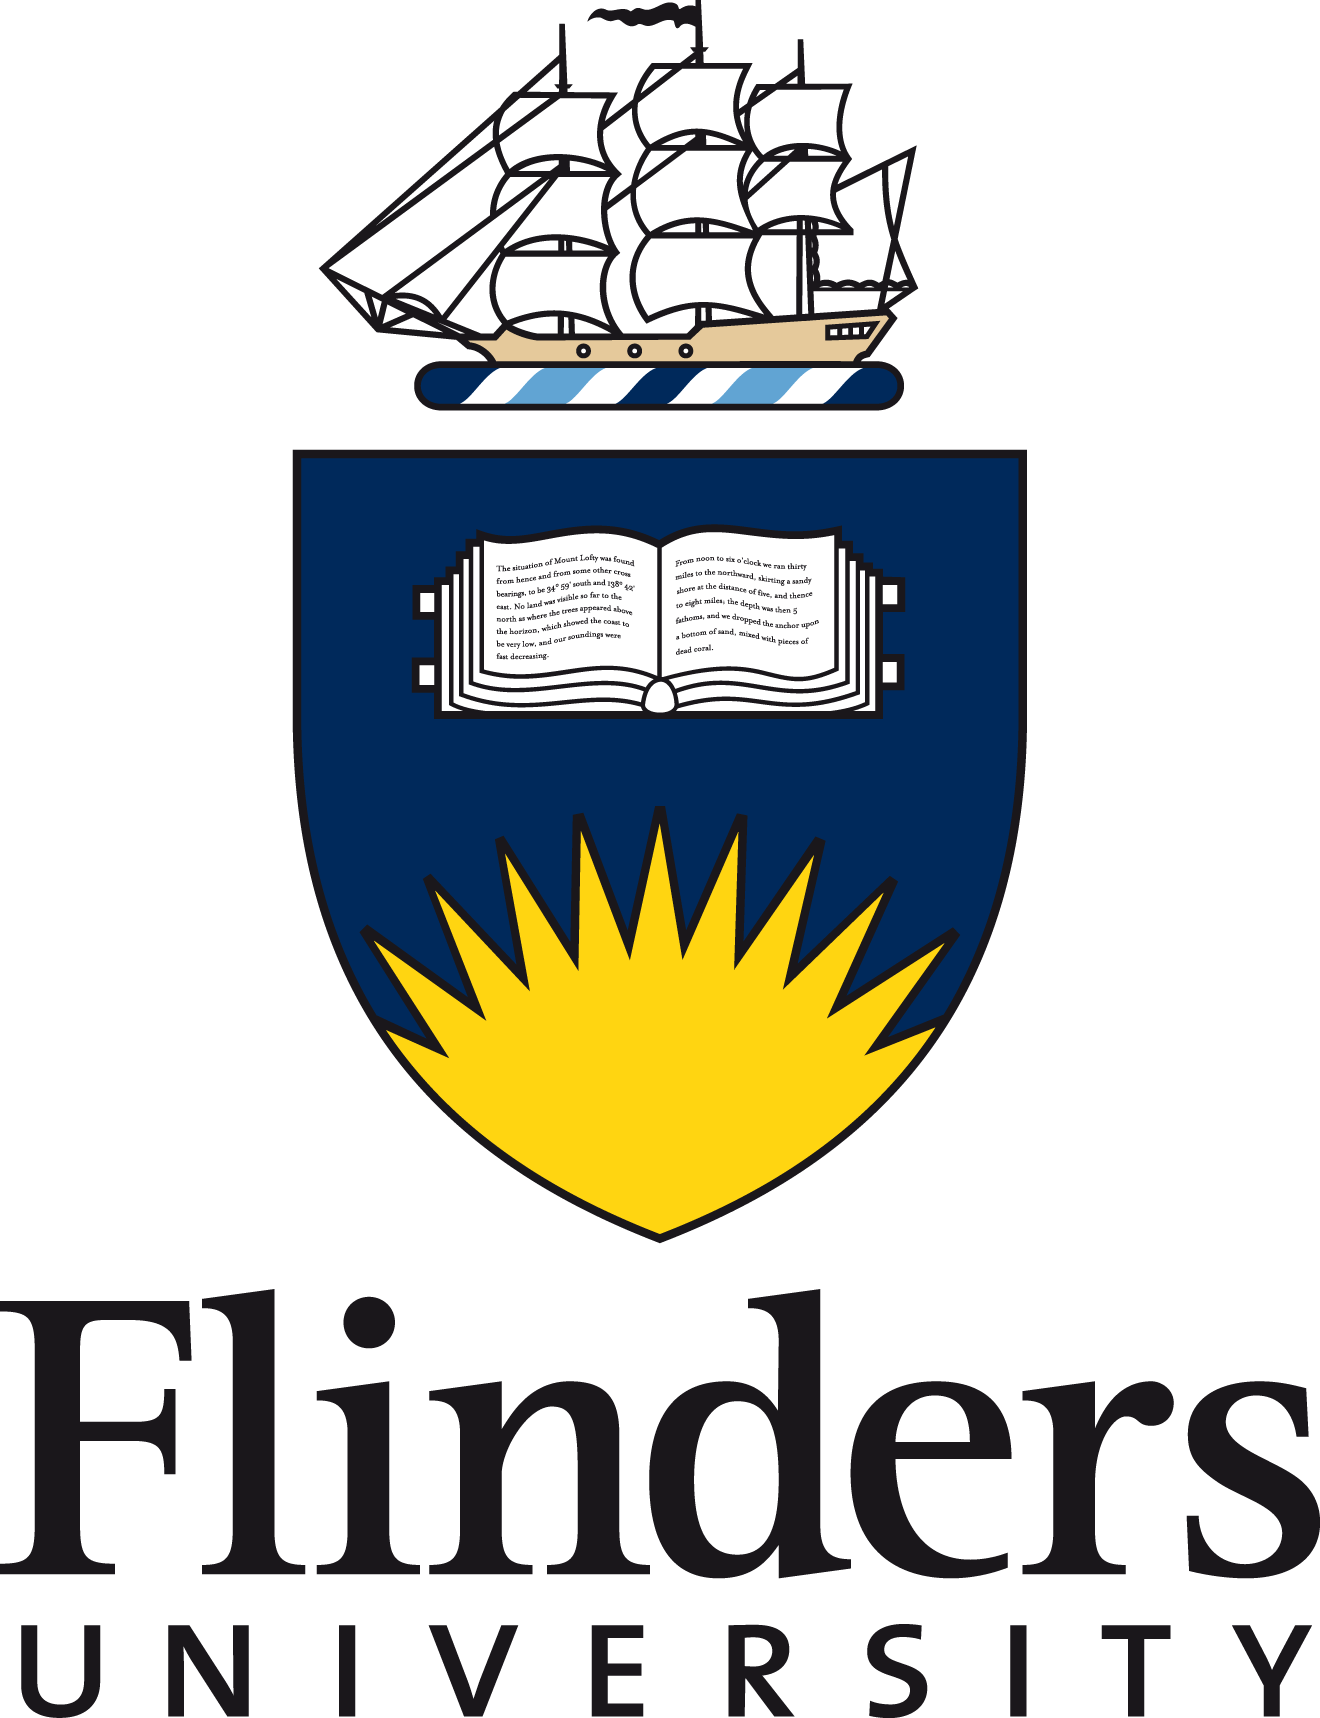 The situation of Mount Lofty was found
from hence and from some other cross
bearings, to be 34º 59' south and 138º 42'
east. No land was visible so far to the
north as where the trees appeared above
the horizon, which showed the coast to
be very low, and our soundings were
fast decreasing.
From noon to six o'clock we ran thirty
miles to the northward, skirting a sandy
shore at the distance of five, and thence
to eight miles; the depth was then 5
fathoms, and we dropped the anchor upon
a bottom of sand, mixed with pieces of
dead coral.
Flinders
UNIVERSITY